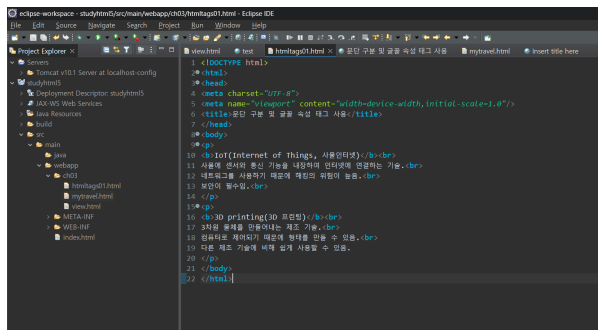 eclipse-workspace - studyhtml5/src/main/webapp/ch03/htmltags01.html - Eclipse IDE
File Edit Source Navigate Search Project Run Window Help
Project Explorer
view.html
htmltags01.html
문단 구분 및 글꼴 속성 태그 사용
mytravel.html
Insert title here
Servers
Tomcat v10.1 Server at localhost-config
studyhtml5
Deployment Descriptor: studyhtml5
JAX-WS Web Services
Java Resources
build
src
main
java
webapp
ch03
htmltags01.html
mytravel.html
view.html
META-INF
WEB-INF
index.html
1 <!DOCTYPE html>
2 <html>
3 <head>
4 <meta charset="UTF-8">
5 <meta name="viewport" content="width=device-width,initial-scale=1.0"/>
6 <title>문단 구분 및 글꼴 속성 태그 사용</title>
7 </head>
8 <body>
9 <p>
10 <b>IoT(Internet of Things, 사물인터넷)</b><br>
11 사물에 센서와 통신 기능을 내장하여 인터넷에 연결하는 기술.<br>
12 네트워크를 사용하기 때문에 해킹의 위험이 높음.<br>
13 보안이 필수임.<br>
14 </p>
15 <p>
16 <b>3D printing(3D 프린팅)</b><br>
17 3차원 물체를 만들어내는 제조 기술.<br>
18 컴퓨터로 제어되기 때문에 형태를 만들 수 있음.<br>
19 다른 제조 기술에 비해 쉽게 사용할 수 있음.
20 </p>
21 </body>
22 </html>